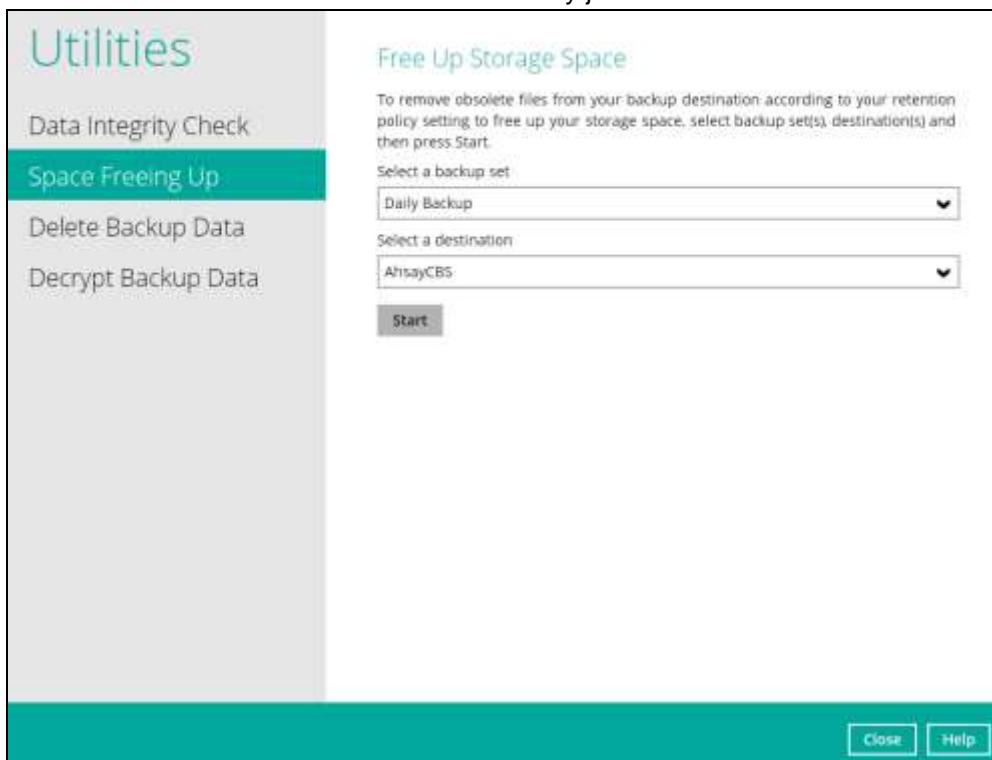 Utilities
Data Integrity Check
Space Freeing Up
Delete Backup Data
Decrypt Backup Data
Free Up Storage Space
To remove obsolete files from your backup destination according to your retention
policy setting to free up your storage space, select backup set(s), destination(s) and
then press Start.
Select a backup set
Daily Backup
Select a destination
AhsayCBS
Start
Close
Help